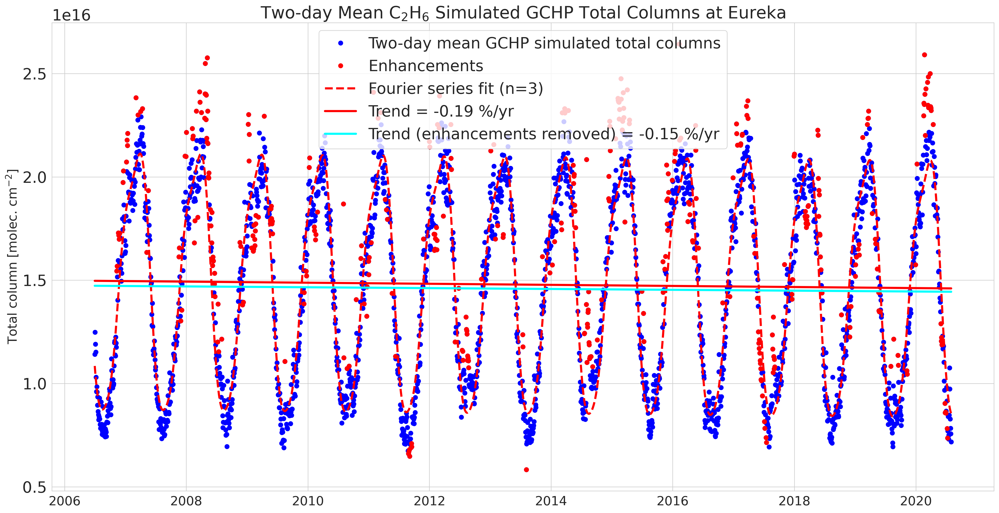 Two-day Mean C₂H₆ Simulated GCHP Total Columns at Eureka
1e16
Two-day mean GCHP simulated total columns
Enhancements
Fourier series fit (n=3)
Trend = -0.19 %/yr
Trend (enhancements removed) = -0.15 %/yr
Total column [molec. cm⁻²]
2.5
2.0
1.5
1.0
0.5
2006 2008 2010 2012 2014 2016 2018 2020